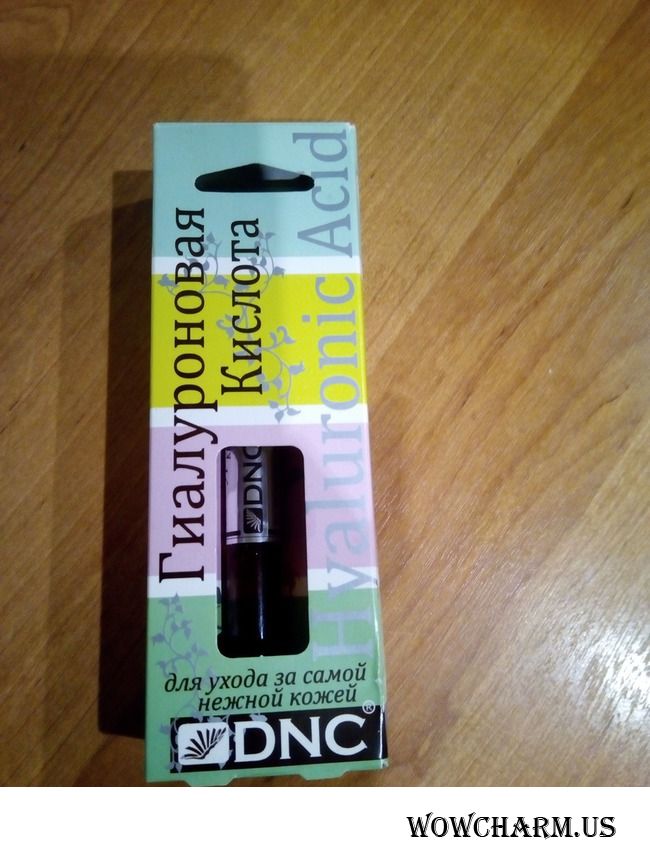 Гиалуроновая
Кислота
Hyaluronic Acid
DNC
для ухода за самой
нежной кожей
DNC®
WOWCHARM.US